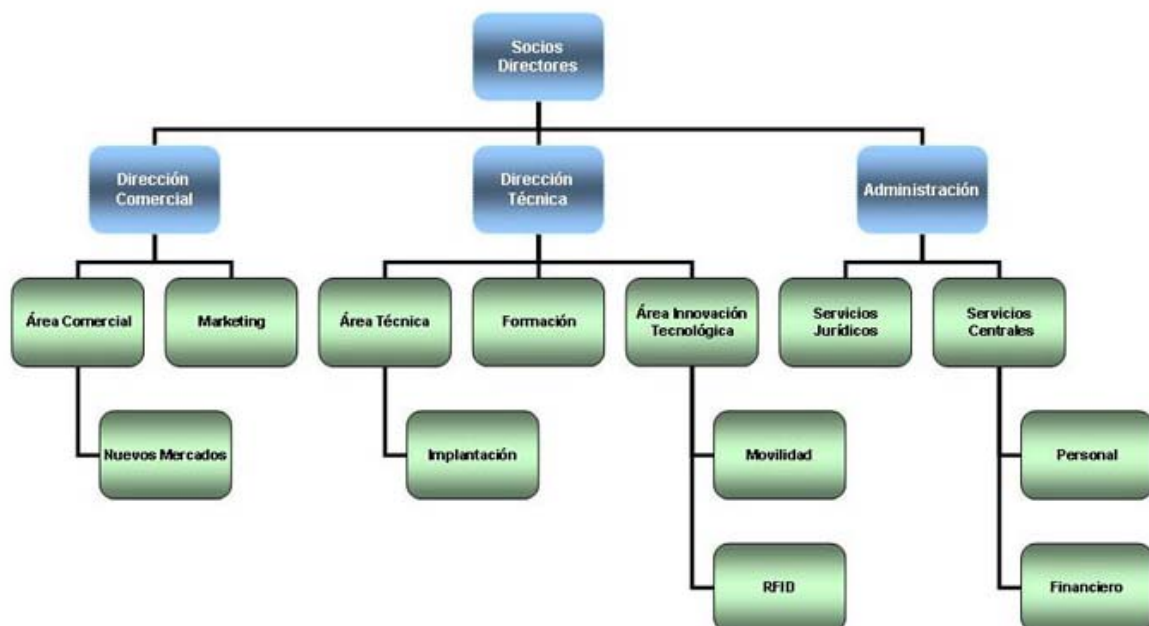 Socios
Directores
Dirección
Comercial
Dirección
Técnica
Administración
Área Comercial
Marketing
Área Técnica
Formación
Área Innovación
Tecnológica
Servicios
Jurídicos
Servicios
Centrales
Nuevos Mercados
Implantación
Movilidad
Personal
RFID
Financiero